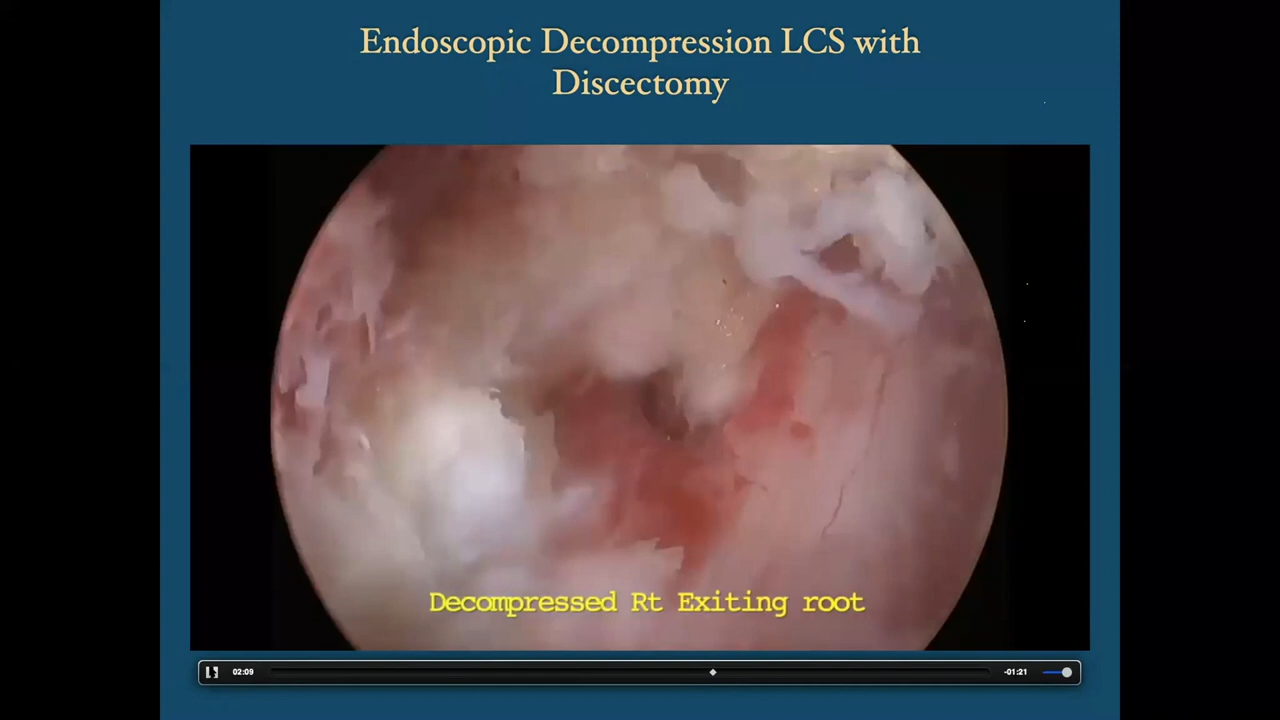 Endoscopic Decompression LCS with
Discectomy
Decompressed Rt Exiting root
02:09
-01:21